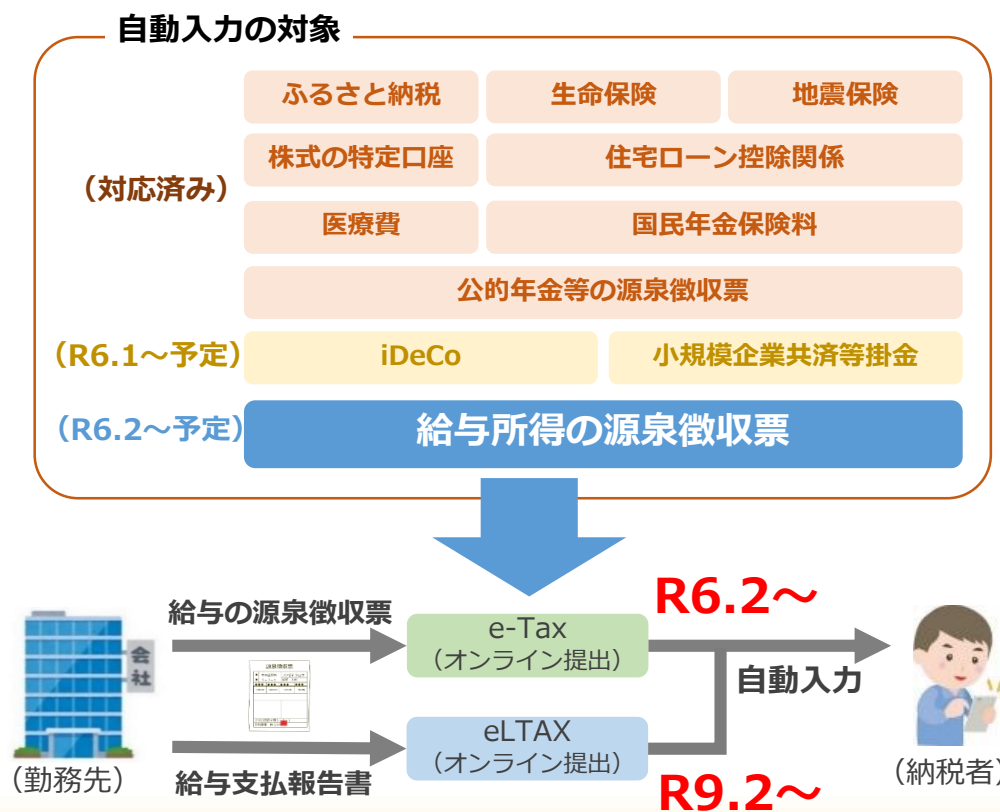 自動入力の対象
ふるさと納税 生命保険 地震保険
(対応済み)
株式の特定口座 住宅ローン控除関係
医療費 国民年金保険料
公的年金等の源泉徴収票
(R6.1～予定) iDeCo 小規模企業共済等掛金
(R6.2～予定) 給与所得の源泉徴収票
給与の源泉徴収票
e-Tax
(オンライン提出)
R6.2～
会社
源泉徴収票
自動入力
eLTAX
(オンライン提出)
(勤務先)
給与支払報告書
R9.2～
(納税者)